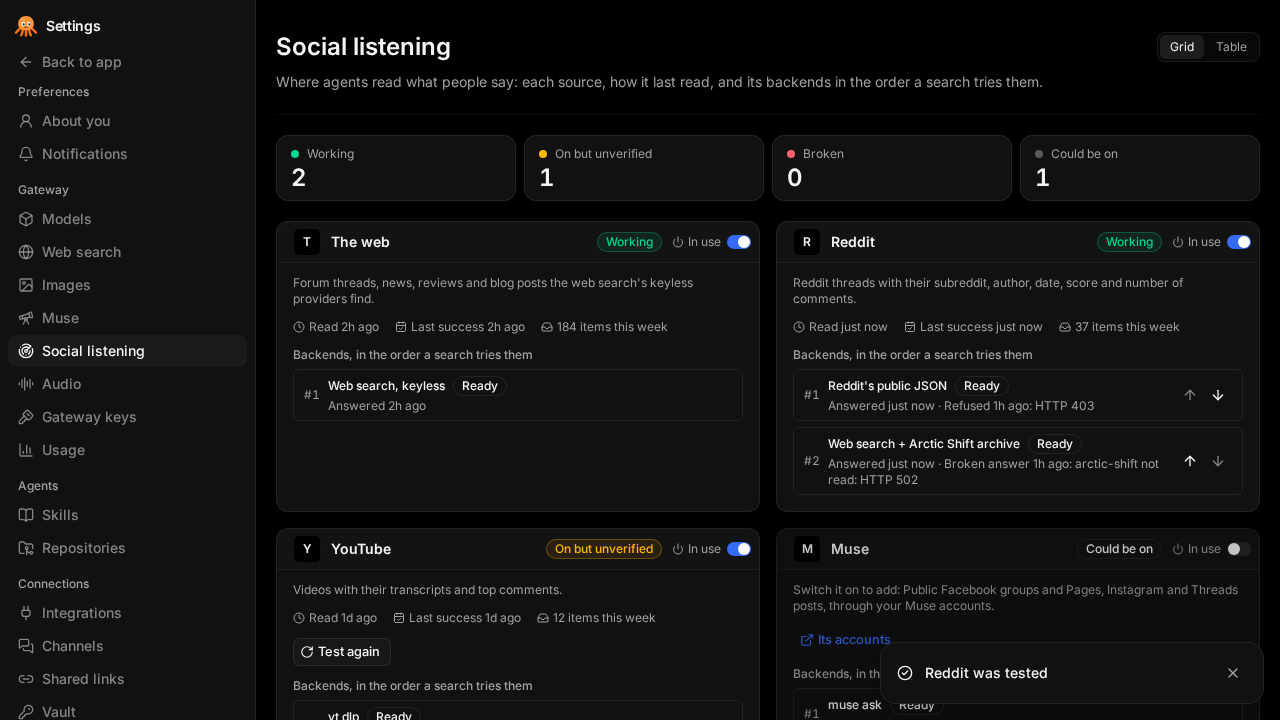 Settings
Back to app
Preferences
About you
Notifications
Gateway
Models
Web search
Images
Muse
Social listening
Audio
Gateway keys
Usage
Agents
Skills
Repositories
Connections
Integrations
Channels
Shared links
Vault
Social listening
Grid
Table
Where agents read what people say: each source, how it last read, and its backends in the order a search tries them.
Working
2
On but unverified
1
Broken
0
Could be on
1
T
The web
Working
In use
Forum threads, news, reviews and blog posts the web search's keyless
providers find.
Read 2h ago
Last success 2h ago
184 items this week
Backends, in the order a search tries them
#1
Web search, keyless
Ready
Answered 2h ago
R
Reddit
Working
In use
Reddit threads with their subreddit, author, date, score and number of
comments.
Read just now
Last success just now
37 items this week
Backends, in the order a search tries them
#1
Reddit's public JSON
Ready
Answered just now · Refused 1h ago: HTTP 403
#2
Web search + Arctic Shift archive
Ready
Answered just now · Broken answer 1h ago: arctic-shift not
read: HTTP 502
Y
YouTube
On but unverified
In use
Videos with their transcripts and top comments.
Read 1d ago
Last success 1d ago
12 items this week
Test again
Backends, in the order a search tries them
yt dlp
Ready
M
Muse
Could be on
In use
Switch it on to add: Public Facebook groups and Pages, Instagram and Threads
posts, through your Muse accounts.
Its accounts
Backends, in th
#1
muse ask
Ready
Reddit was tested